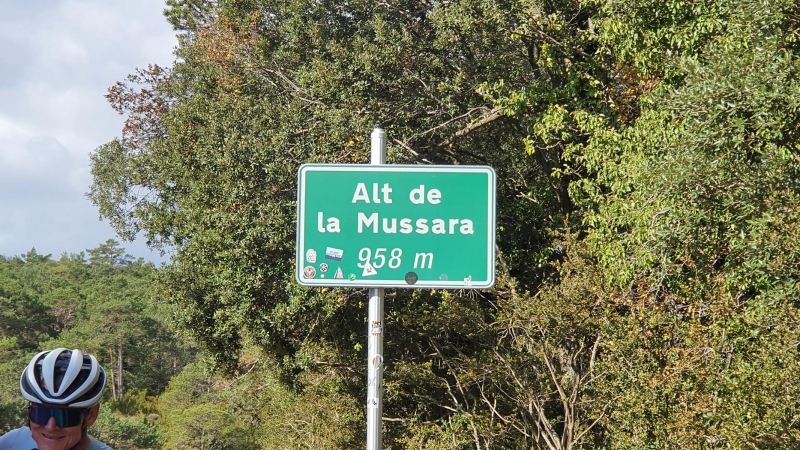 Alt de
la Mussara
958 m